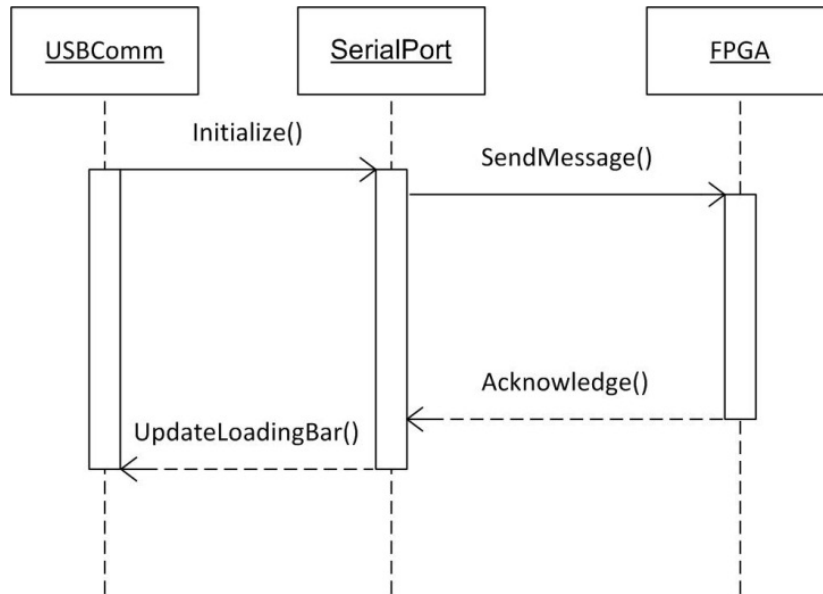 USBComm
SerialPort
FPGA
Initialize()
SendMessage()
Acknowledge()
UpdateLoadingBar()